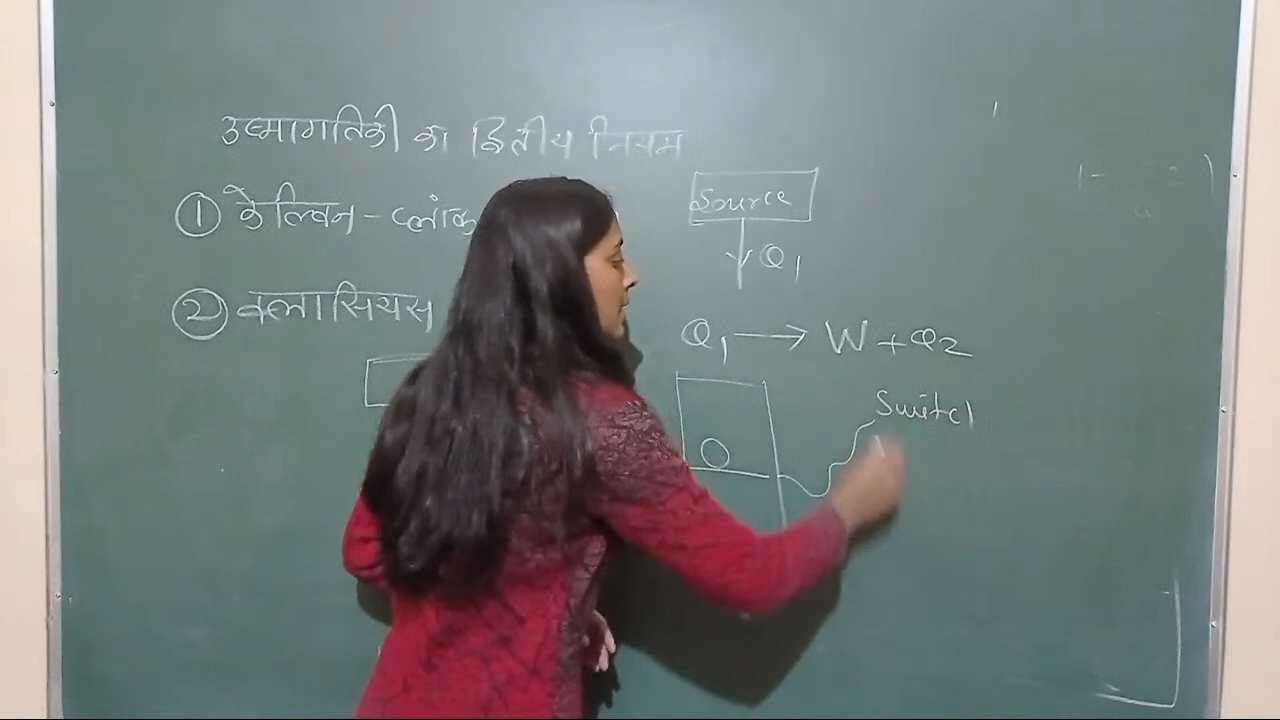 उष्मागतिकी का द्वितीय नियम
① केल्विन - प्लांक
② क्लासियस
Source
Q1
Q1 → W + Q2
Switch